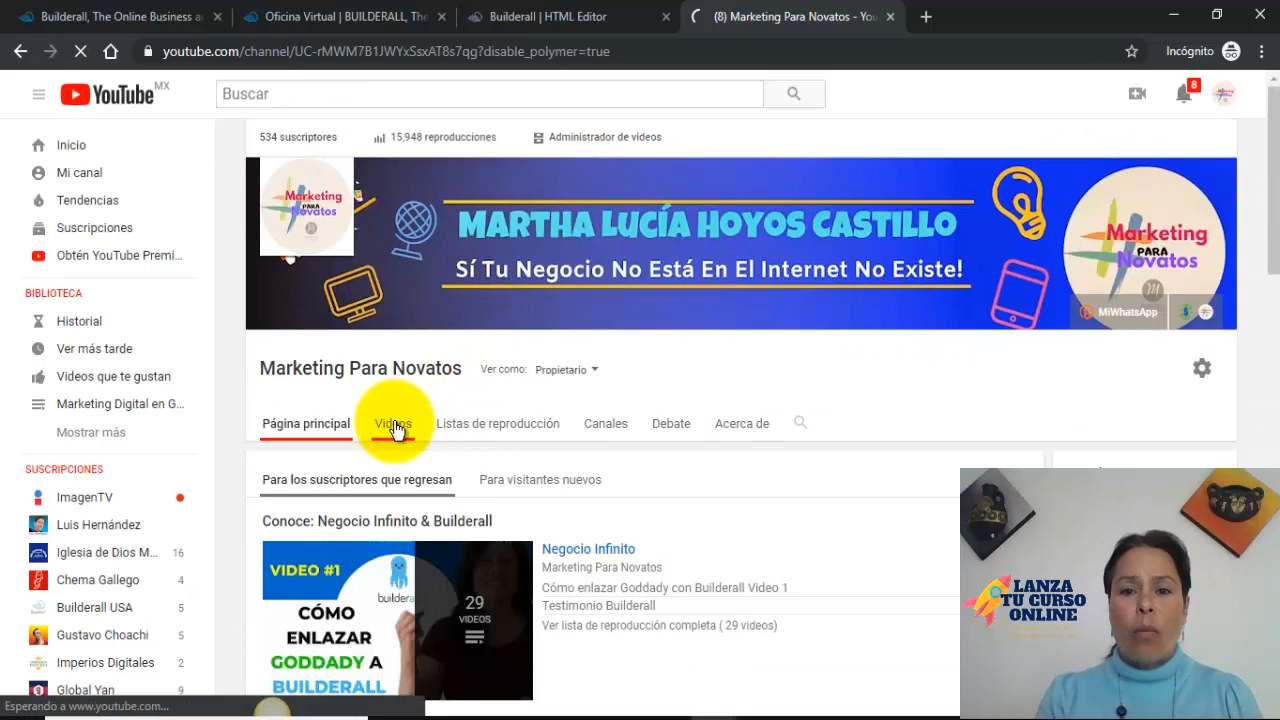 Builderall, The Online Business a
Oficina Virtual | BUILDERALL, The
Builderall | HTML Editor
(8) Marketing Para Novatos - You
youtube.com/channel/UC-rMWM7B1JWYxSsxAT8s7qg?disable_polymer=true
Incógnito
YouTube MX
Buscar
8
Inicio
Mi canal
Tendencias
Suscripciones
Obtén YouTube Premi...
BIBLIOTECA
Historial
Ver más tarde
Videos que te gustan
Marketing Digital en G...
Mostrar más
SUSCRIPCIONES
ImagenTV
Luis Hernández
Iglesia de Dios M... 16
Chema Gallego 4
Builderall USA 5
Gustavo Choachi 5
Imperios Digitales 2
Global Yan 9
Esperando a www.youtube.com...
534 suscriptores
15,948 reproducciones
Administrador de videos
Marketing
PARA
Novatos
MARTHA LUCÍA HOYOS CASTILLO
Sí Tu Negocio No Está En El Internet No Existe!
Marketing
PARA
Novatos
MiWhatsApp
Marketing Para Novatos
Ver como: Propietario
Página principal
Videos
Listas de reproducción
Canales
Debate
Acerca de
Para los suscriptores que regresan
Para visitantes nuevos
Conoce: Negocio Infinito & Builderall
VIDEO #1
CÓMO
ENLAZAR
GODDADY A
BUILDERALL
builderal
29
VIDEOS
Negocio Infinito
Marketing Para Novatos
Cómo enlazar Goddady con Builderall Video 1
Testimonio Builderall
Ver lista de reproducción completa ( 29 videos)
LANZA
TU CURSO
ONLINE